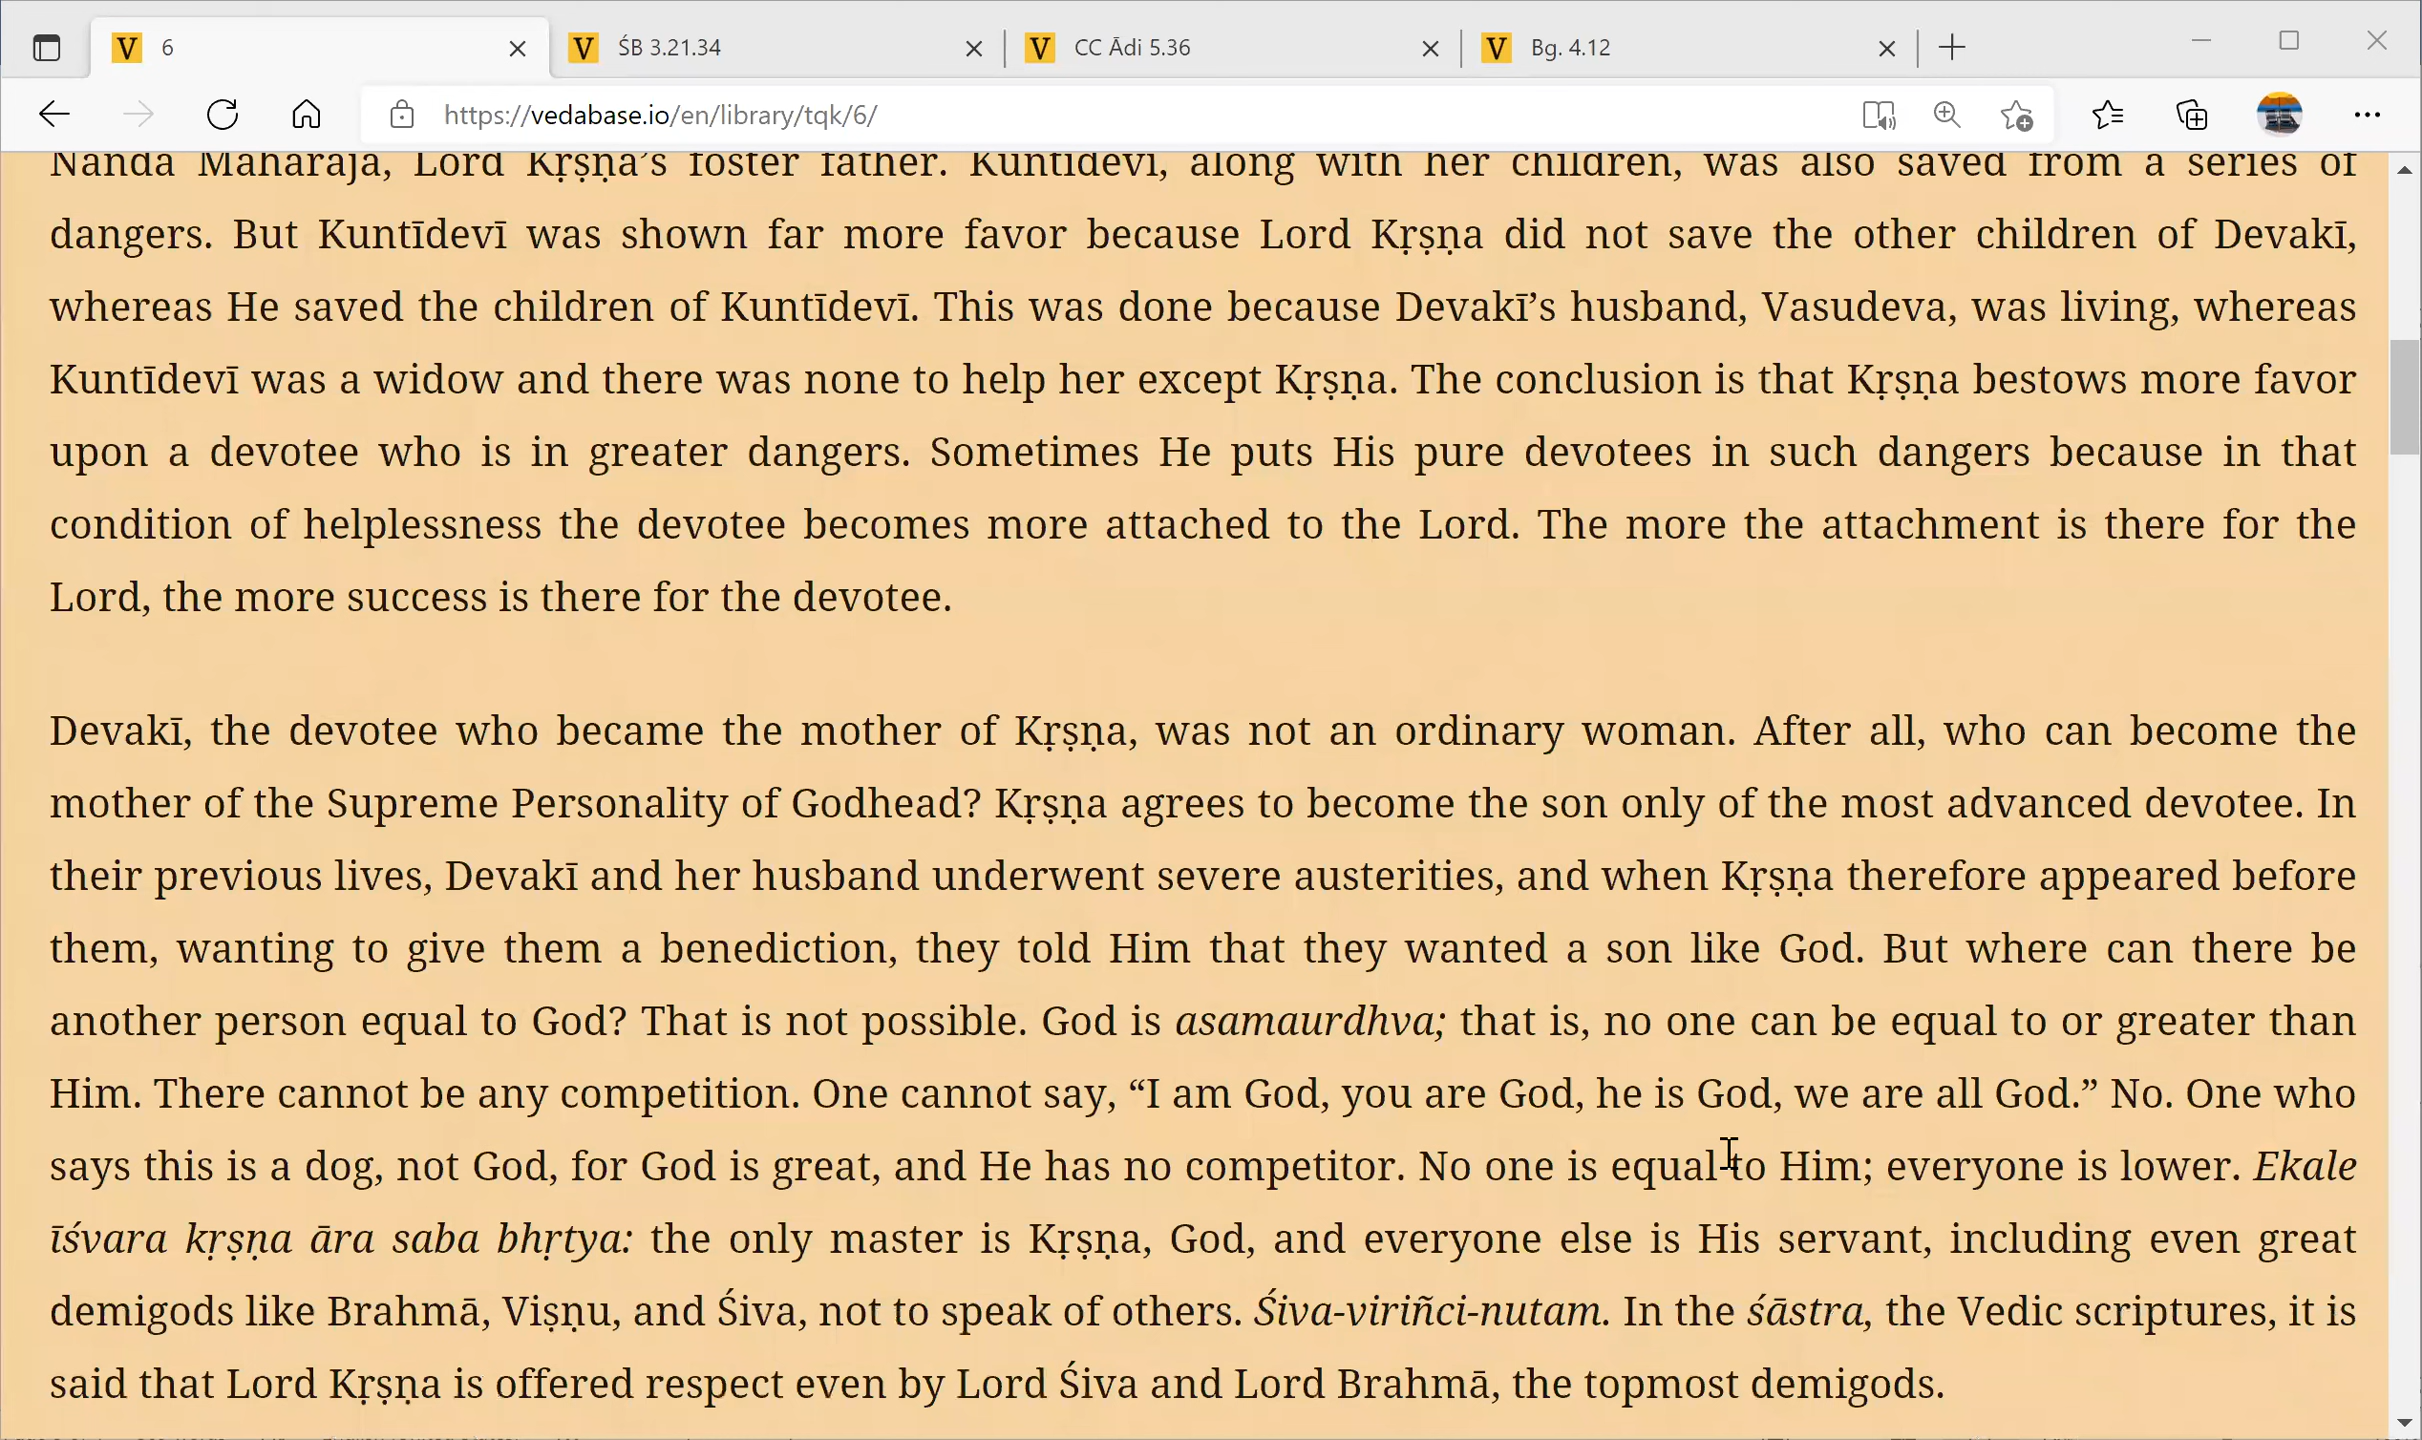 6
ŚB 3.21.34
CC Ādi 5.36
Bg. 4.12
https://vedabase.io/en/library/tqk/6/
Nanda Mahārāja, Lord Kṛṣṇa’s foster father. Kuntīdevī, along with her children, was also saved from a series of
dangers. But Kuntīdevī was shown far more favor because Lord Kṛṣṇa did not save the other children of Devakī,
whereas He saved the children of Kuntīdevī. This was done because Devakī’s husband, Vasudeva, was living, whereas
Kuntīdevī was a widow and there was none to help her except Kṛṣṇa. The conclusion is that Kṛṣṇa bestows more favor
upon a devotee who is in greater dangers. Sometimes He puts His pure devotees in such dangers because in that
condition of helplessness the devotee becomes more attached to the Lord. The more the attachment is there for the
Lord, the more success is there for the devotee.
Devakī, the devotee who became the mother of Kṛṣṇa, was not an ordinary woman. After all, who can become the
mother of the Supreme Personality of Godhead? Kṛṣṇa agrees to become the son only of the most advanced devotee. In
their previous lives, Devakī and her husband underwent severe austerities, and when Kṛṣṇa therefore appeared before
them, wanting to give them a benediction, they told Him that they wanted a son like God. But where can there be
another person equal to God? That is not possible. God is asamaurdhva; that is, no one can be equal to or greater than
Him. There cannot be any competition. One cannot say, “I am God, you are God, he is God, we are all God.” No. One who
says this is a dog, not God, for God is great, and He has no competitor. No one is equal to Him; everyone is lower. Ekale
īśvara kṛṣṇa āra saba bhṛtya: the only master is Kṛṣṇa, God, and everyone else is His servant, including even great
demigods like Brahmā, Viṣṇu, and Śiva, not to speak of others. Śiva-viriñci-nutam. In the śāstra, the Vedic scriptures, it is
said that Lord Kṛṣṇa is offered respect even by Lord Śiva and Lord Brahmā, the topmost demigods.